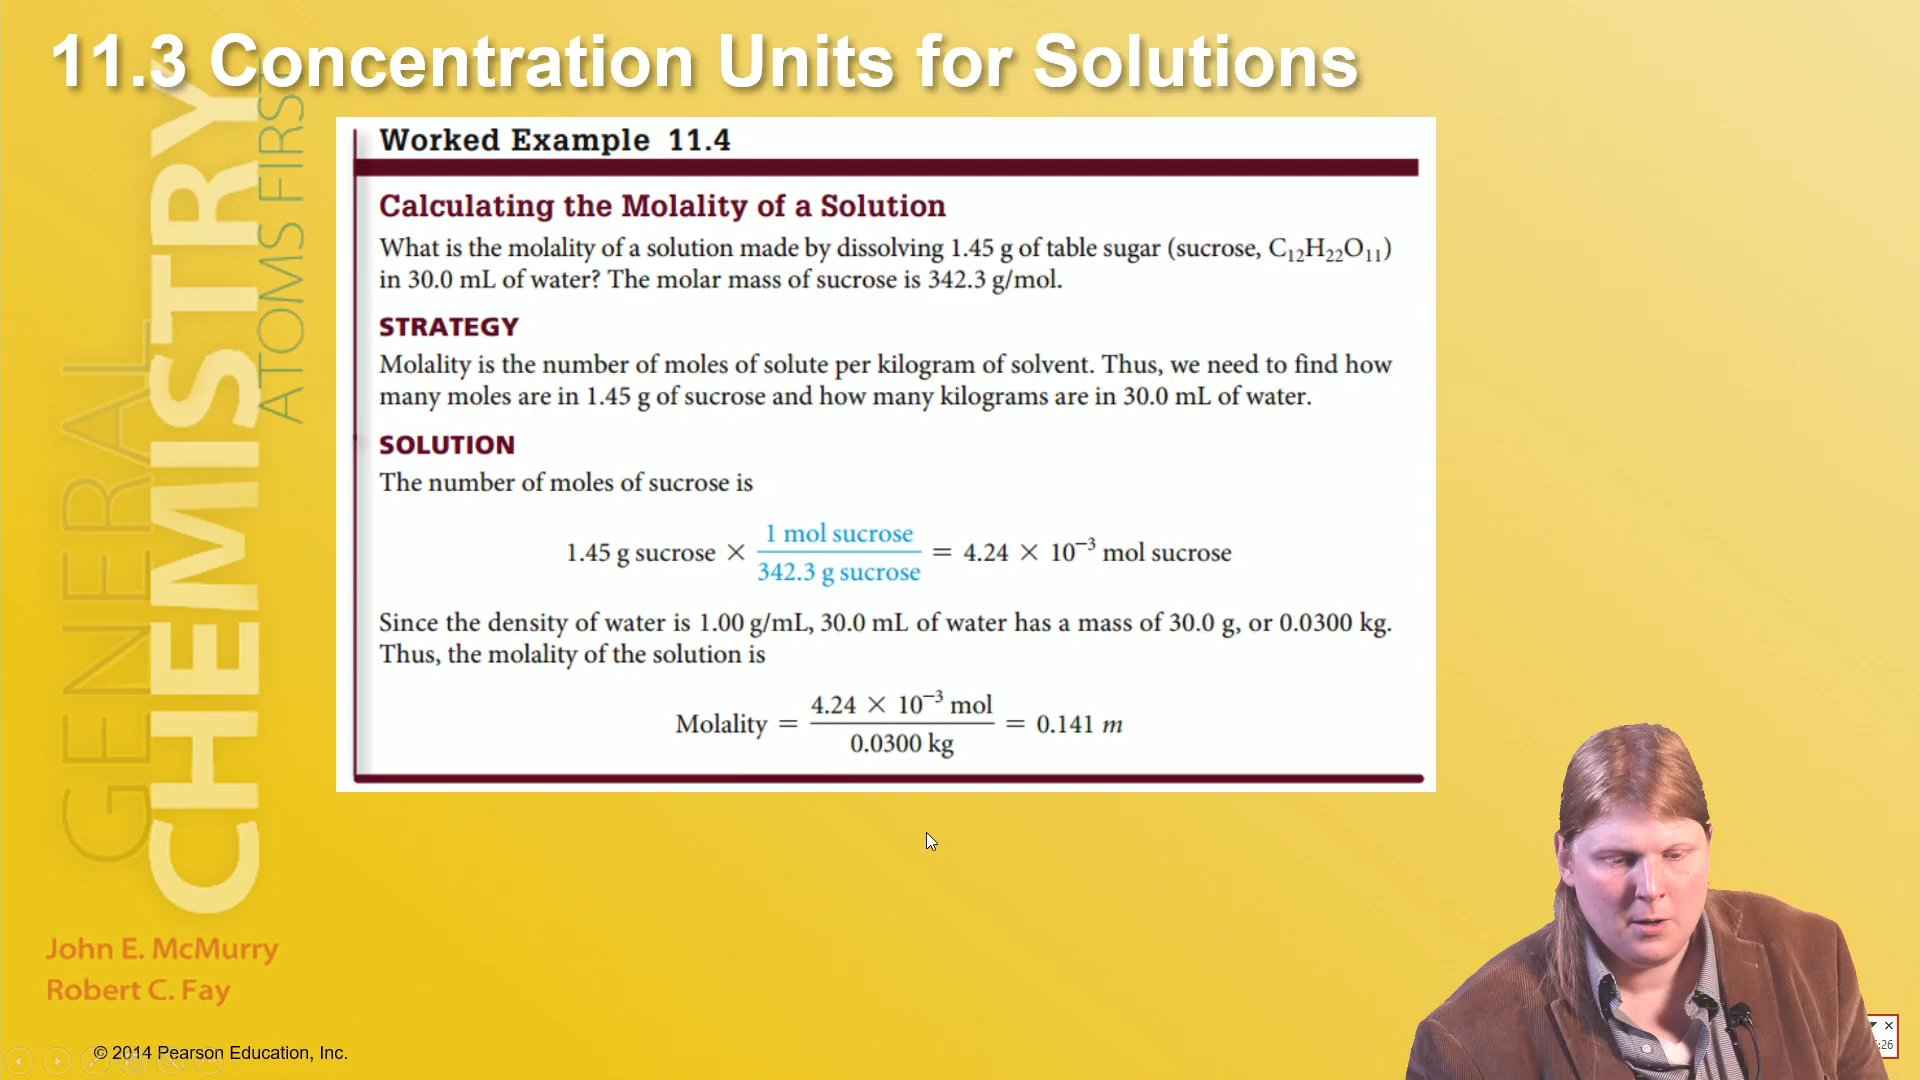 11.3 Concentration Units for Solutions
GENERAL
CHEMISTRY
ATOMS FIRST
Worked Example 11.4
Calculating the Molality of a Solution
What is the molality of a solution made by dissolving 1.45 g of table sugar (sucrose, C₁₂H₂₂O₁₁)
in 30.0 mL of water? The molar mass of sucrose is 342.3 g/mol.
STRATEGY
Molality is the number of moles of solute per kilogram of solvent. Thus, we need to find how
many moles are in 1.45 g of sucrose and how many kilograms are in 30.0 mL of water.
SOLUTION
The number of moles of sucrose is
1.45 g sucrose × 1 mol sucrose / 342.3 g sucrose = 4.24 × 10⁻³ mol sucrose
Since the density of water is 1.00 g/mL, 30.0 mL of water has a mass of 30.0 g, or 0.0300 kg.
Thus, the molality of the solution is
Molality = 4.24 × 10⁻³ mol / 0.0300 kg = 0.141 m
John E. McMurry
Robert C. Fay
© 2014 Pearson Education, Inc.
:26